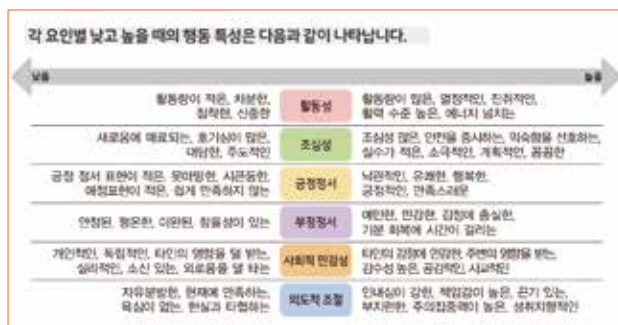 각 요인별 낮고 높을 때의 행동 특성은 다음과 같이 나타납니다.
낮음 높음
활동량이 적은, 차분한,
침착한, 신중한
활동성
활동량이 많은, 열정적인, 진취적인,
활력 수준 높은, 에너지 넘치는
새로움에 매료되는, 호기심이 많은,
대담한, 주도적인
조심성
조심성 많은, 안전을 중시하는, 익숙함을 선호하는,
실수가 적은, 소극적인, 계획적인, 꼼꼼한
긍정 정서 표현이 적은, 못마땅한, 시큰둥한,
애정표현이 적은, 쉽게 만족하지 않는
긍정정서
낙관적인, 유쾌한, 행복한,
긍정적인, 만족스러운
안정된, 평온한, 이완된, 침울성이 있는
부정정서
예민한, 민감한, 감정에 충실한,
기분 회복에 시간이 걸리는
개인적인, 독립적인, 타인의 영향을 덜 받는,
실리적인, 소신 있는, 외로움을 덜 타는
사회적 민감성
타인의 감정에 민감한, 주변의 영향을 받는,
감수성 높은, 공감적인, 사교적인
자유분방한, 현재에 만족하는,
욕심이 없는, 현실과 타협하는
의도적 조절
인내심이 강한, 책임감이 높은, 끈기 있는,
부지런한, 주의집중력이 높은, 성취지향적인